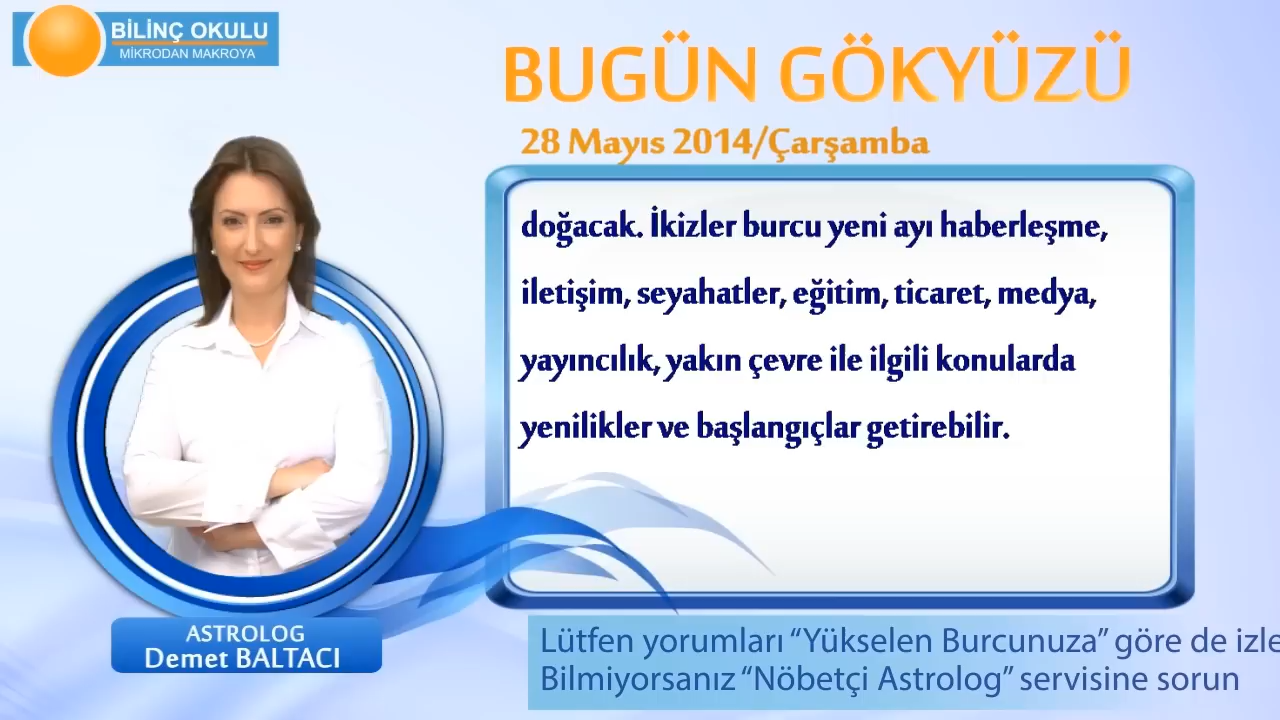 BİLİNÇ OKULU
MİKRODAN MAKROYA
BUGÜN GÖKYÜZÜ
28 Mayıs 2014/Çarşamba
doğacak. İkizler burcu yeni ayı haberleşme,
iletişim, seyahatler, eğitim, ticaret, medya,
yayıncılık, yakın çevre ile ilgili konularda
yenilikler ve başlangıçlar getirebilir.
ASTROLOG
Demet BALTACI
Lütfen yorumları “Yükselen Burcunuza” göre de izle
Bilmiyorsanız “Nöbetçi Astrolog” servisine sorun